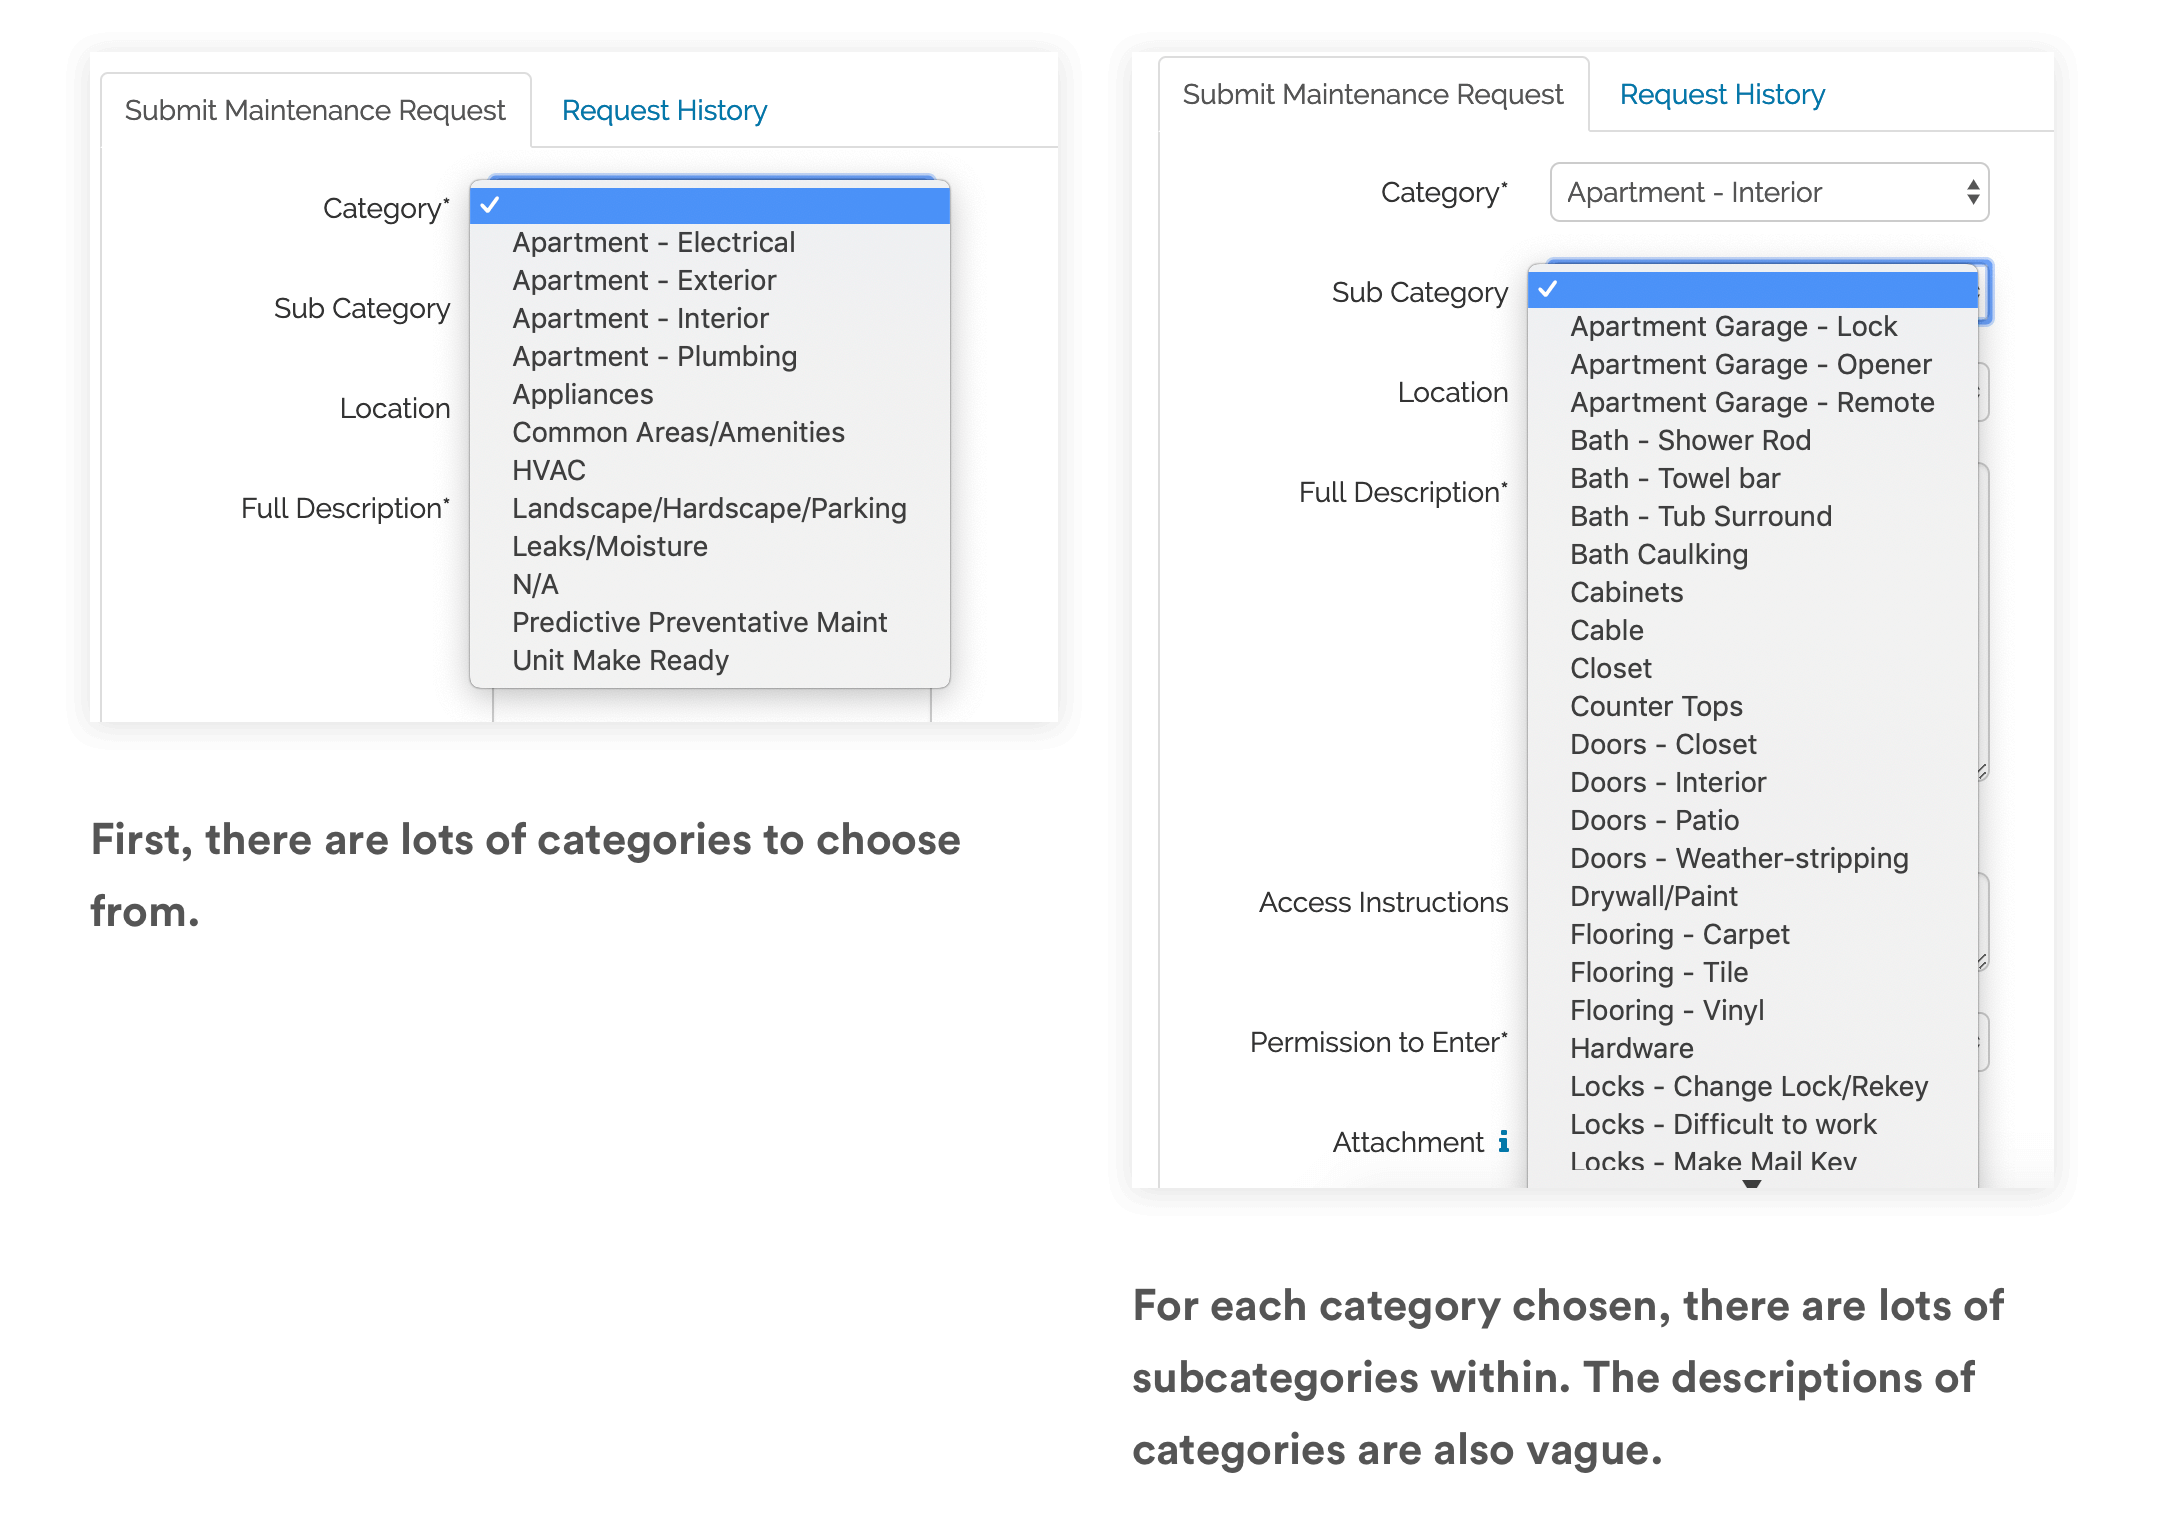 Submit Maintenance Request
Request History
Category*
Apartment - Electrical
Apartment - Exterior
Apartment - Interior
Apartment - Plumbing
Appliances
Common Areas/Amenities
HVAC
Landscape/Hardscape/Parking
Leaks/Moisture
N/A
Predictive Preventative Maint
Unit Make Ready
Sub Category
Location
Full Description*
First, there are lots of categories to choose
from.
Submit Maintenance Request
Request History
Category*
Apartment - Interior
Sub Category
Apartment Garage - Lock
Apartment Garage - Opener
Apartment Garage - Remote
Bath - Shower Rod
Bath - Towel bar
Bath - Tub Surround
Bath Caulking
Cabinets
Cable
Closet
Counter Tops
Doors - Closet
Doors - Interior
Doors - Patio
Doors - Weather-stripping
Drywall/Paint
Flooring - Carpet
Flooring - Tile
Flooring - Vinyl
Hardware
Locks - Change Lock/Rekey
Locks - Difficult to work
Locks - Make Mail Key
Location
Full Description*
Access Instructions
Permission to Enter*
Attachment
For each category chosen, there are lots of
subcategories within. The descriptions of
categories are also vague.